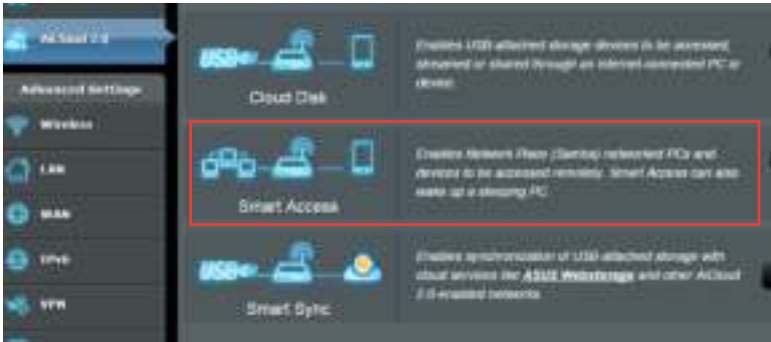 AiCloud 2.0
Advanced Settings
Wireless
LAN
WAN
IPv6
VPN
USB
Cloud Disk
Enables USB-attached storage devices to be accessed,
streamed or shared through an internet-connected PC or
device.
Smart Access
Enables Network Place (Samba) networked PCs and
devices to be accessed remotely. Smart Access can also
wake up a sleeping PC.
USB
Smart Sync
Enables synchronization of USB-attached storage with
cloud services like ASUS Webstorage and other AiCloud
2.0-enabled networks.